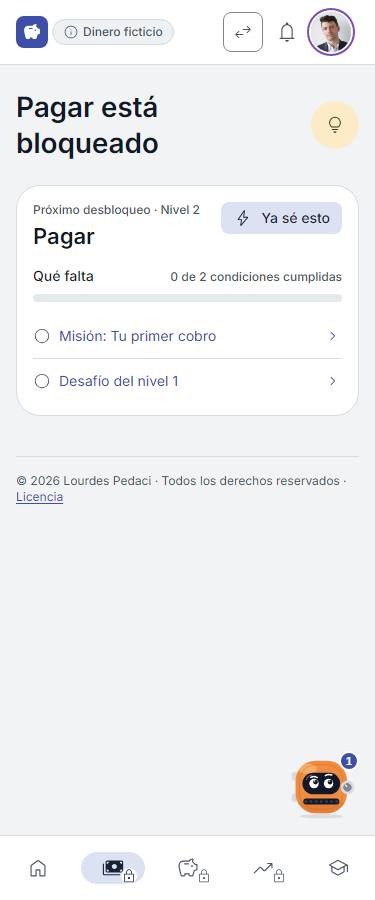 Dinero ficticio
Pagar está
bloqueado
Próximo desbloqueo · Nivel 2
Ya sé esto
Pagar
Qué falta
0 de 2 condiciones cumplidas
Misión: Tu primer cobro
Desafío del nivel 1
© 2026 Lourdes Pedaci · Todos los derechos reservados ·
Licencia
1